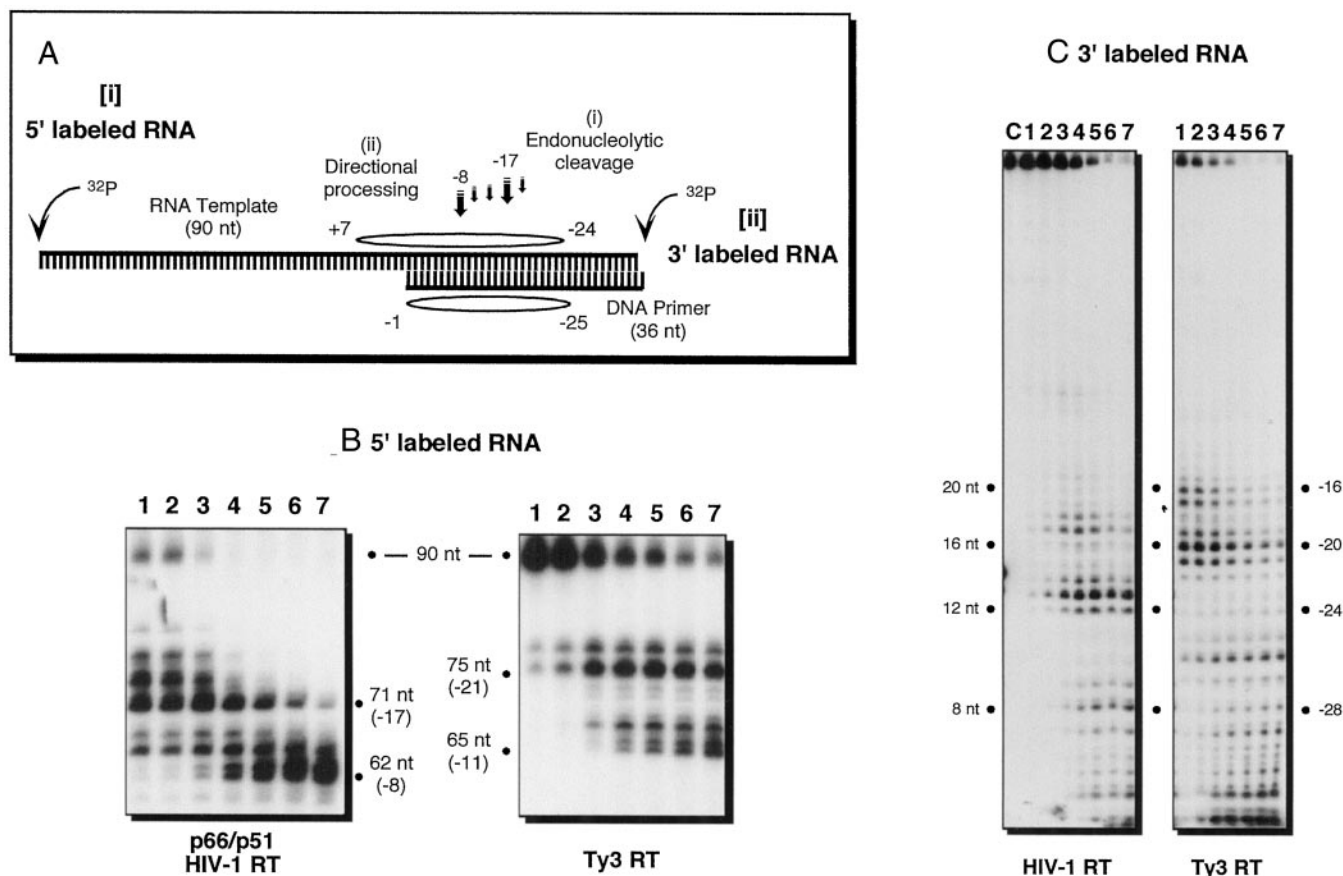 A
[i]
5' labeled RNA
32P
RNA Template
(90 nt)
(ii)
Directional
processing
(i)
Endonucleolytic
cleavage
-8
-17
+7
-24
32P
[ii]
3' labeled RNA
-1
-25
DNA Primer
(36 nt)
B 5' labeled RNA
1 2 3 4 5 6 7
90 nt
71 nt
(-17)
62 nt
(-8)
p66/p51
HIV-1 RT
1 2 3 4 5 6 7
75 nt
(-21)
65 nt
(-11)
Ty3 RT
C 3' labeled RNA
C 1 2 3 4 5 6 7
20 nt
16 nt
12 nt
8 nt
HIV-1 RT
1 2 3 4 5 6 7
-16
-20
-24
-28
Ty3 RT